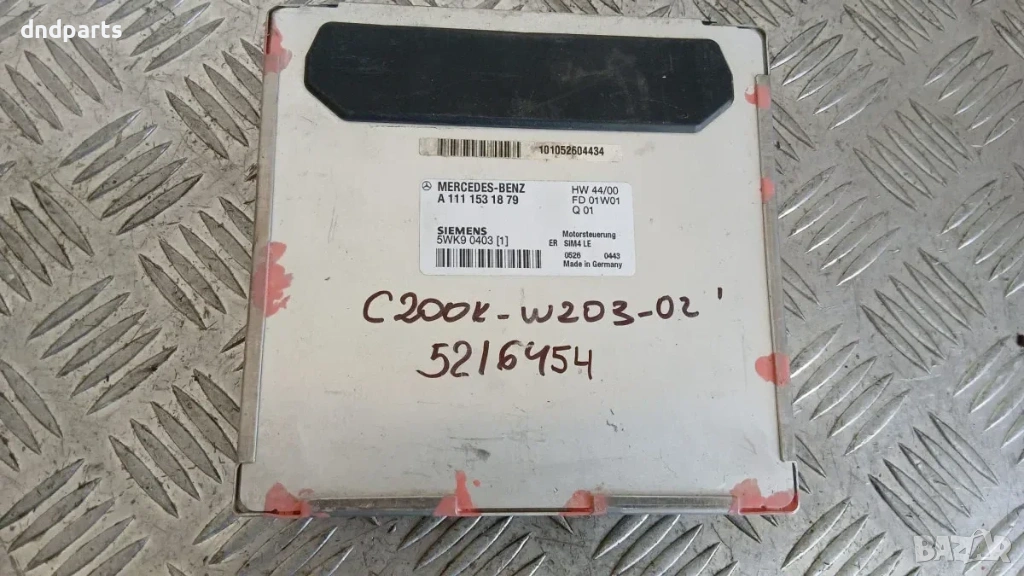 dndparts
101052604434
MERCEDES-BENZ HW 44/00
A 111 153 18 79 FD 01W01
Q 01
SIEMENS Motorsteuerung
5WK9 0403 [1] ER SIM4 LE
0526 0443
Made in Germany
C200K-W203-02'
5216454
BAZAR